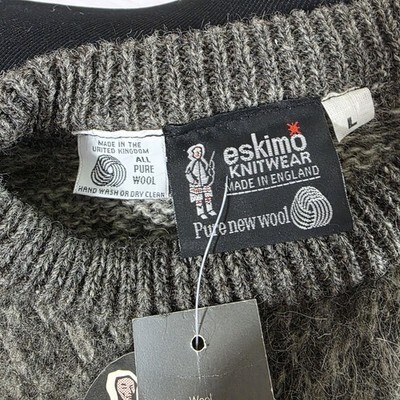 MADE IN THE
UNITED KINGDOM
ALL
PURE
WOOL
HAND WASH OR DRY CLEAN
eskimo
KNITWEAR
MADE IN ENGLAND
Pure new wool
L
Wool